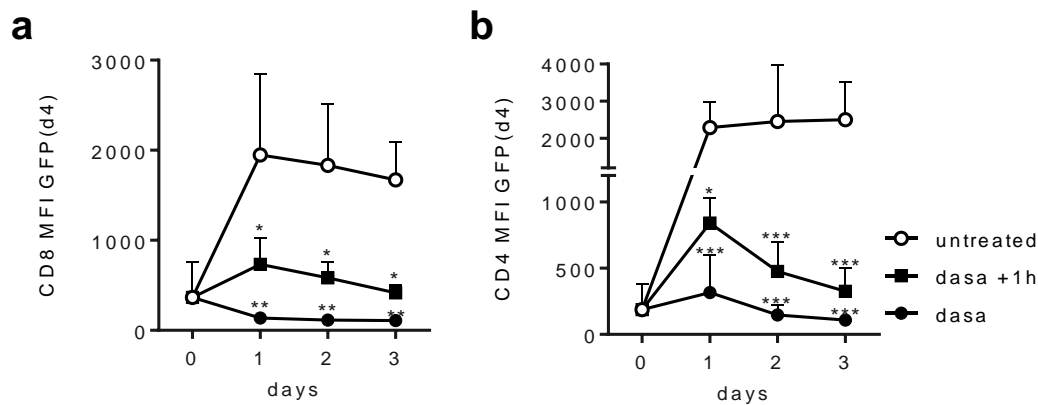 a
CD8 MFI GFP(d4)
3000
2000
1000
0
*
*
*
**
**
**
0 1 2 3
days
b
CD4 MFI GFP(d4)
4000
3000
2000
1000
500
0
*
***
***
***
***
***
0 1 2 3
days
untreated
dasa +1h
dasa